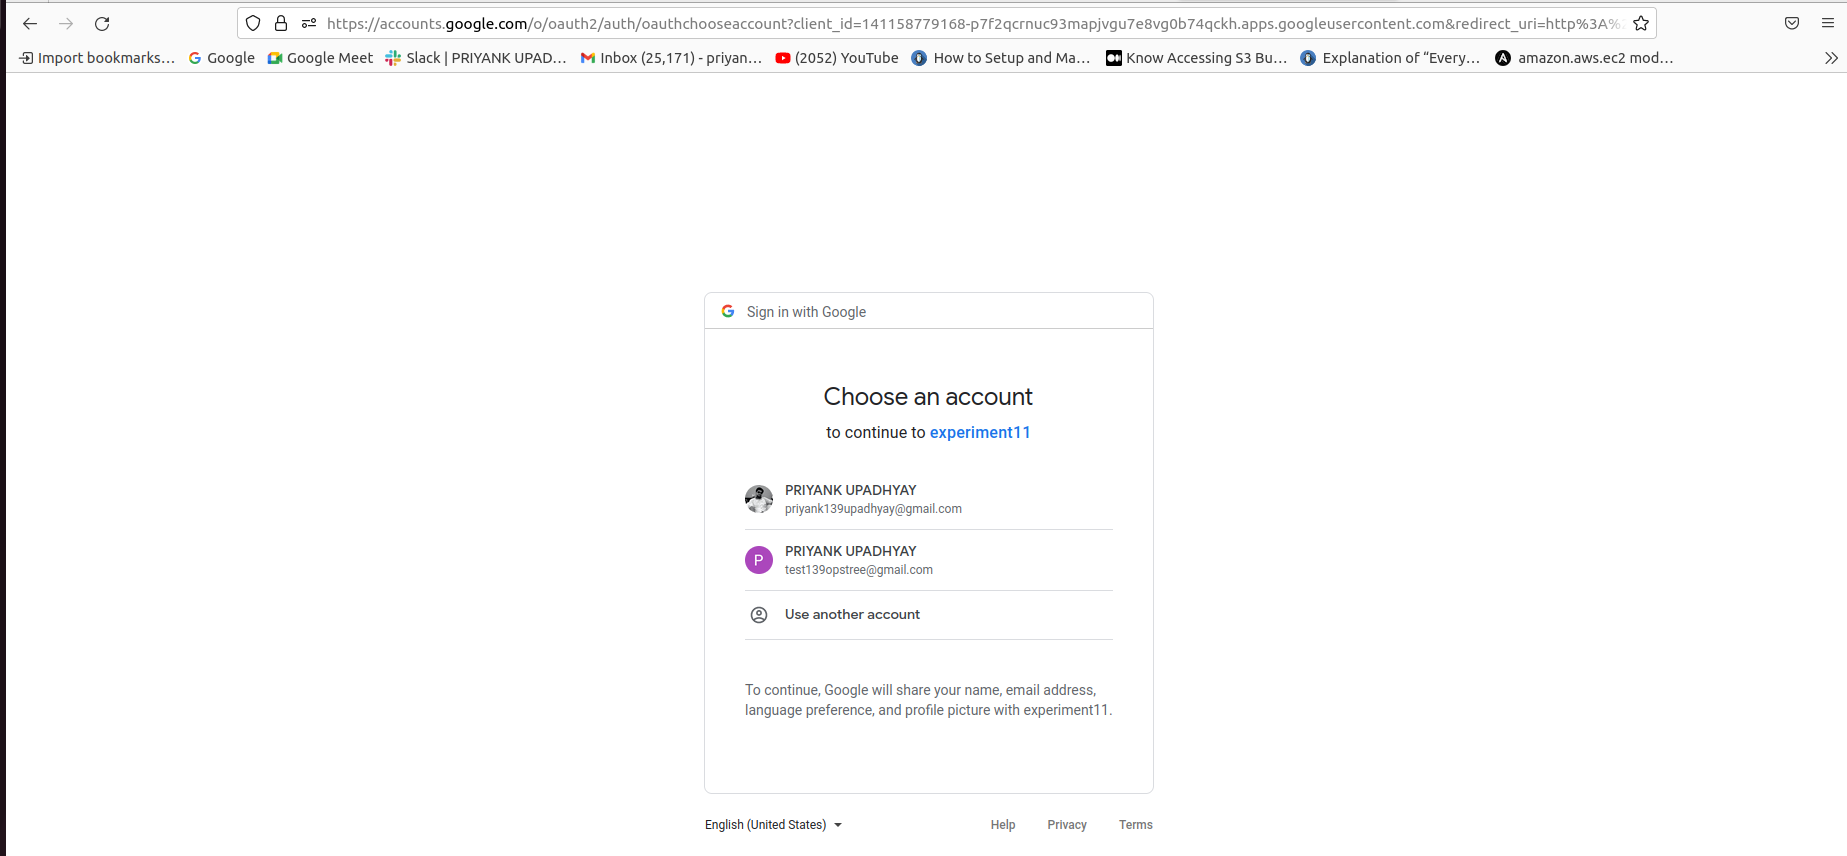 https://accounts.google.com/o/oauth2/auth/oauthchooseaccount?client_id=141158779168-p7f2qcrnuc93mapjvgu7e8vg0b74qckh.apps.googleusercontent.com&redirect_uri=http%3A%
Import bookmarks… Google Google Meet Slack | PRIYANK UPAD… Inbox (25,171) - priyan… (2052) YouTube How to Setup and Ma… Know Accessing S3 Bu… Explanation of “Every… amazon.aws.ec2 mod…
Sign in with Google
Choose an account
to continue to experiment11
PRIYANK UPADHYAY
priyank139upadhyay@gmail.com
P
PRIYANK UPADHYAY
test139opstree@gmail.com
Use another account
To continue, Google will share your name, email address,
language preference, and profile picture with experiment11.
English (United States) Help Privacy Terms